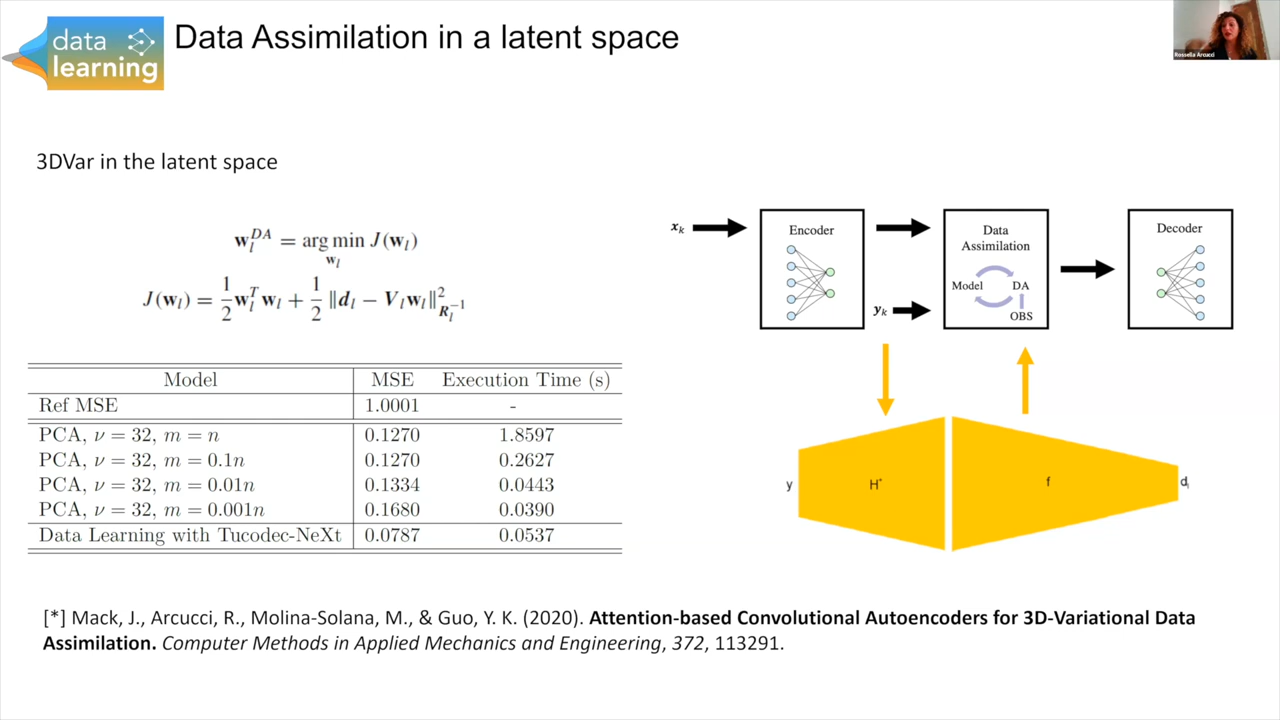 data
learning
Data Assimilation in a latent space
Rossella Arcucci
3DVar in the latent space
w_l^{DA} = arg min J(w_l)
w_l
J(w_l) = 1/2 w_l^T w_l + 1/2 ‖d_l − V_l w_l‖²_{R_l^{−1}}
Model MSE Execution Time (s)
Ref MSE 1.0001 -
PCA, ν = 32, m = n 0.1270 1.8597
PCA, ν = 32, m = 0.1n 0.1270 0.2627
PCA, ν = 32, m = 0.01n 0.1334 0.0443
PCA, ν = 32, m = 0.001n 0.1680 0.0390
Data Learning with Tucodec-NeXt 0.0787 0.0537
x_k
Encoder
y_k
Data
Assimilation
Model DA
OBS
Decoder
y
H⁺
f
d_l
[*] Mack, J., Arcucci, R., Molina-Solana, M., & Guo, Y. K. (2020). Attention-based Convolutional Autoencoders for 3D-Variational Data
Assimilation. Computer Methods in Applied Mechanics and Engineering, 372, 113291.